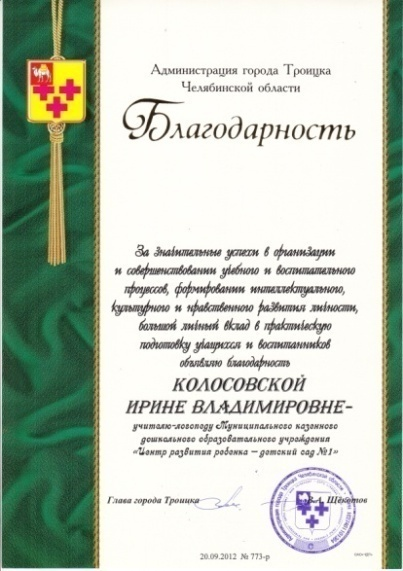 Администрация города Троицка
Челябинской области
Благодарность
За значительные успехи в организации
и совершенствовании учебного и воспитательного
процессов, формировании интеллектуального,
культурного и нравственного развития личности,
большой личный вклад в практическую
подготовку учащихся и воспитанников
объявляю благодарность
КОЛОСОВСКОЙ
ИРИНЕ ВЛАДИМИРОВНЕ-
учителю-логопеду Муниципального казенного
дошкольного образовательного учреждения
«Центр развития ребенка – детский сад №1»
Глава города Троицка В.А. Щекотов
20.09.2012 № 773-р